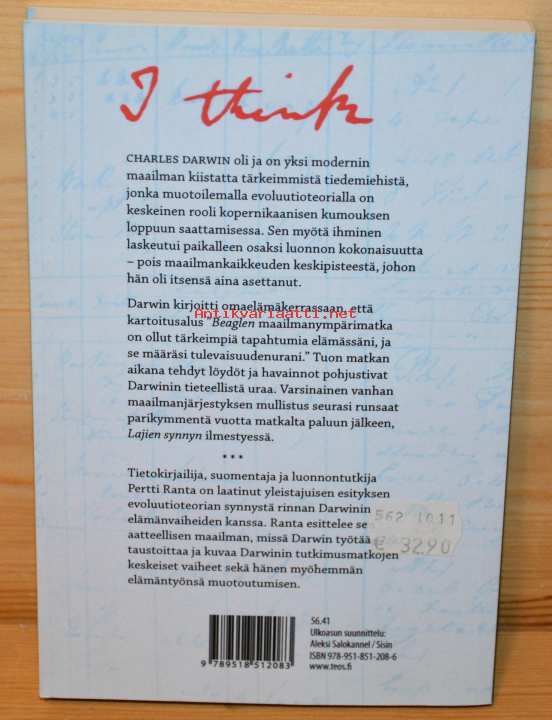 I think
CHARLES DARWIN oli ja on yksi modernin
maailman kiistatta tärkeimmistä tiedemiehistä,
jonka muotoilemalla evoluutioteorialla on
keskeinen rooli kopernikaanisen kumouksen
loppuun saattamisessa. Sen myötä ihminen
laskeutui paikalleen osaksi luonnon kokonaisuutta
– pois maailmankaikkeuden keskipisteestä, johon
hän oli itsensä aina asettanut.
Darwin kirjoitti omaelämäkerrassaan, että
Antikvariaatti.net
kartoitusalus "Beaglen maailmanympärimatka
on ollut tärkeimpiä tapahtumia elämässäni, ja
se määräsi tulevaisuudenurani." Tuon matkan
aikana tehdyt löydöt ja havainnot pohjustivat
Darwinin tieteellistä uraa. Varsinainen vanhan
maailmanjärjestyksen mullistus seurasi runsaat
parikymmentä vuotta matkalta paluun jälkeen,
Lajien synnyn ilmestyessä.
***
Tietokirjailija, suomentaja ja luonnontutkija
Pertti Ranta on laatinut yleistajuisen esityksen
evoluutioteorian synnystä rinnan Darwinin
elämänvaiheiden kanssa. Ranta esittelee se
aatteellisen maailman, missä Darwin työtää
taustoittaa ja kuvaa Darwinin tutkimusmatkojen
keskeiset vaiheet sekä hänen myöhemmän
elämäntyönsä muotoutumisen.
562 1011
€ 32.90
56.41
Ulkoasun suunnittelu:
Aleksi Salokannel / Sisin
ISBN 978-951-851-208-6
www.teos.fi
9 789518 512083